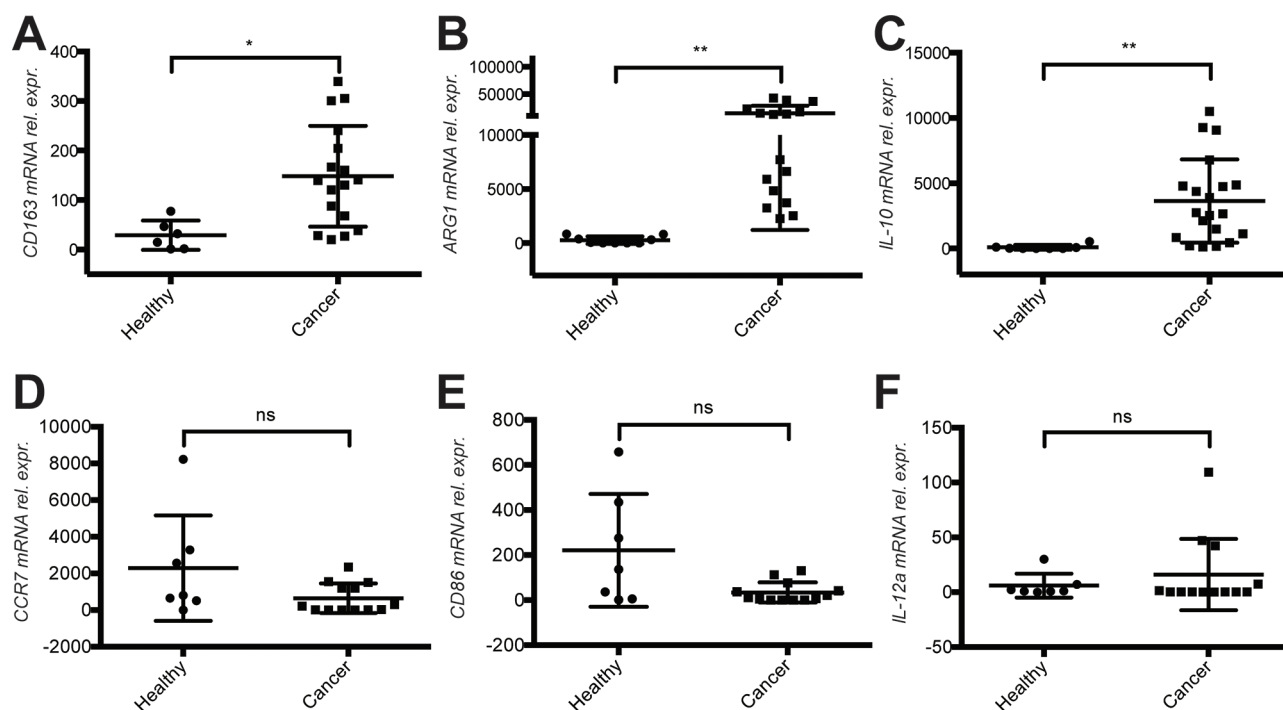 A
*
CD163 mRNA rel. expr.
400
300
200
100
0
Healthy
Cancer
B
**
ARG1 mRNA rel. expr.
100000
50000
10000
5000
0
Healthy
Cancer
C
**
IL-10 mRNA rel. expr.
15000
10000
5000
0
Healthy
Cancer
D
ns
CCR7 mRNA rel. expr.
10000
8000
6000
4000
2000
0
-2000
Healthy
Cancer
E
ns
CD86 mRNA rel. expr.
800
600
400
200
0
-200
Healthy
Cancer
F
ns
IL-12a mRNA rel. expr.
150
100
50
0
-50
Healthy
Cancer